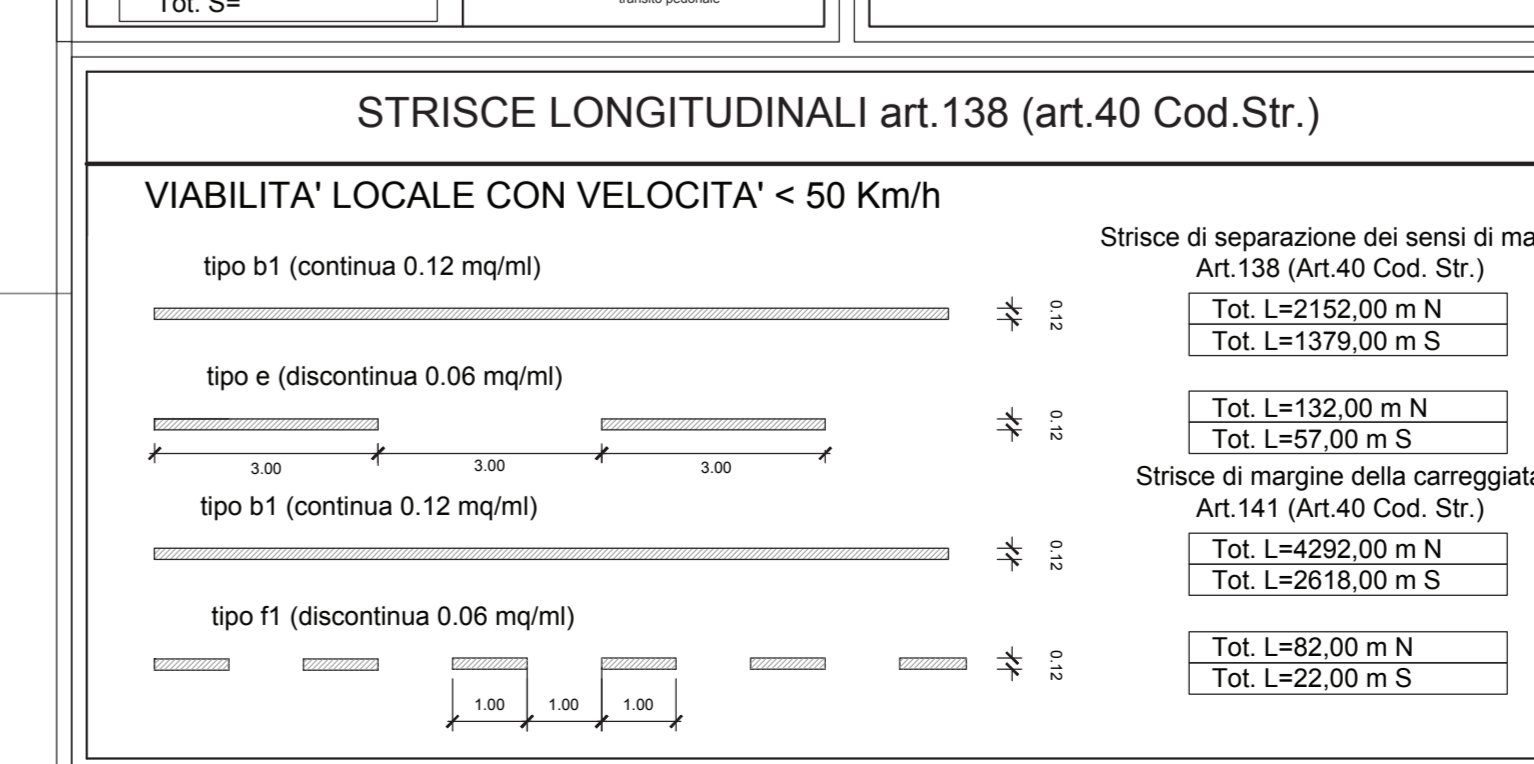 Tot. S=
transito pedonale
STRISCE LONGITUDINALI art.138 (art.40 Cod.Str.)
VIABILITA' LOCALE CON VELOCITA' < 50 Km/h
Strisce di separazione dei sensi di ma
Art.138 (Art.40 Cod. Str.)
tipo b1 (continua 0.12 mq/ml)
0.12
Tot. L=2152,00 m N
Tot. L=1379,00 m S
tipo e (discontinua 0.06 mq/ml)
0.12
3.00
3.00
3.00
Tot. L=132,00 m N
Tot. L=57,00 m S
Strisce di margine della carreggiata
Art.141 (Art.40 Cod. Str.)
tipo b1 (continua 0.12 mq/ml)
0.12
Tot. L=4292,00 m N
Tot. L=2618,00 m S
tipo f1 (discontinua 0.06 mq/ml)
0.12
1.00
1.00
1.00
Tot. L=82,00 m N
Tot. L=22,00 m S